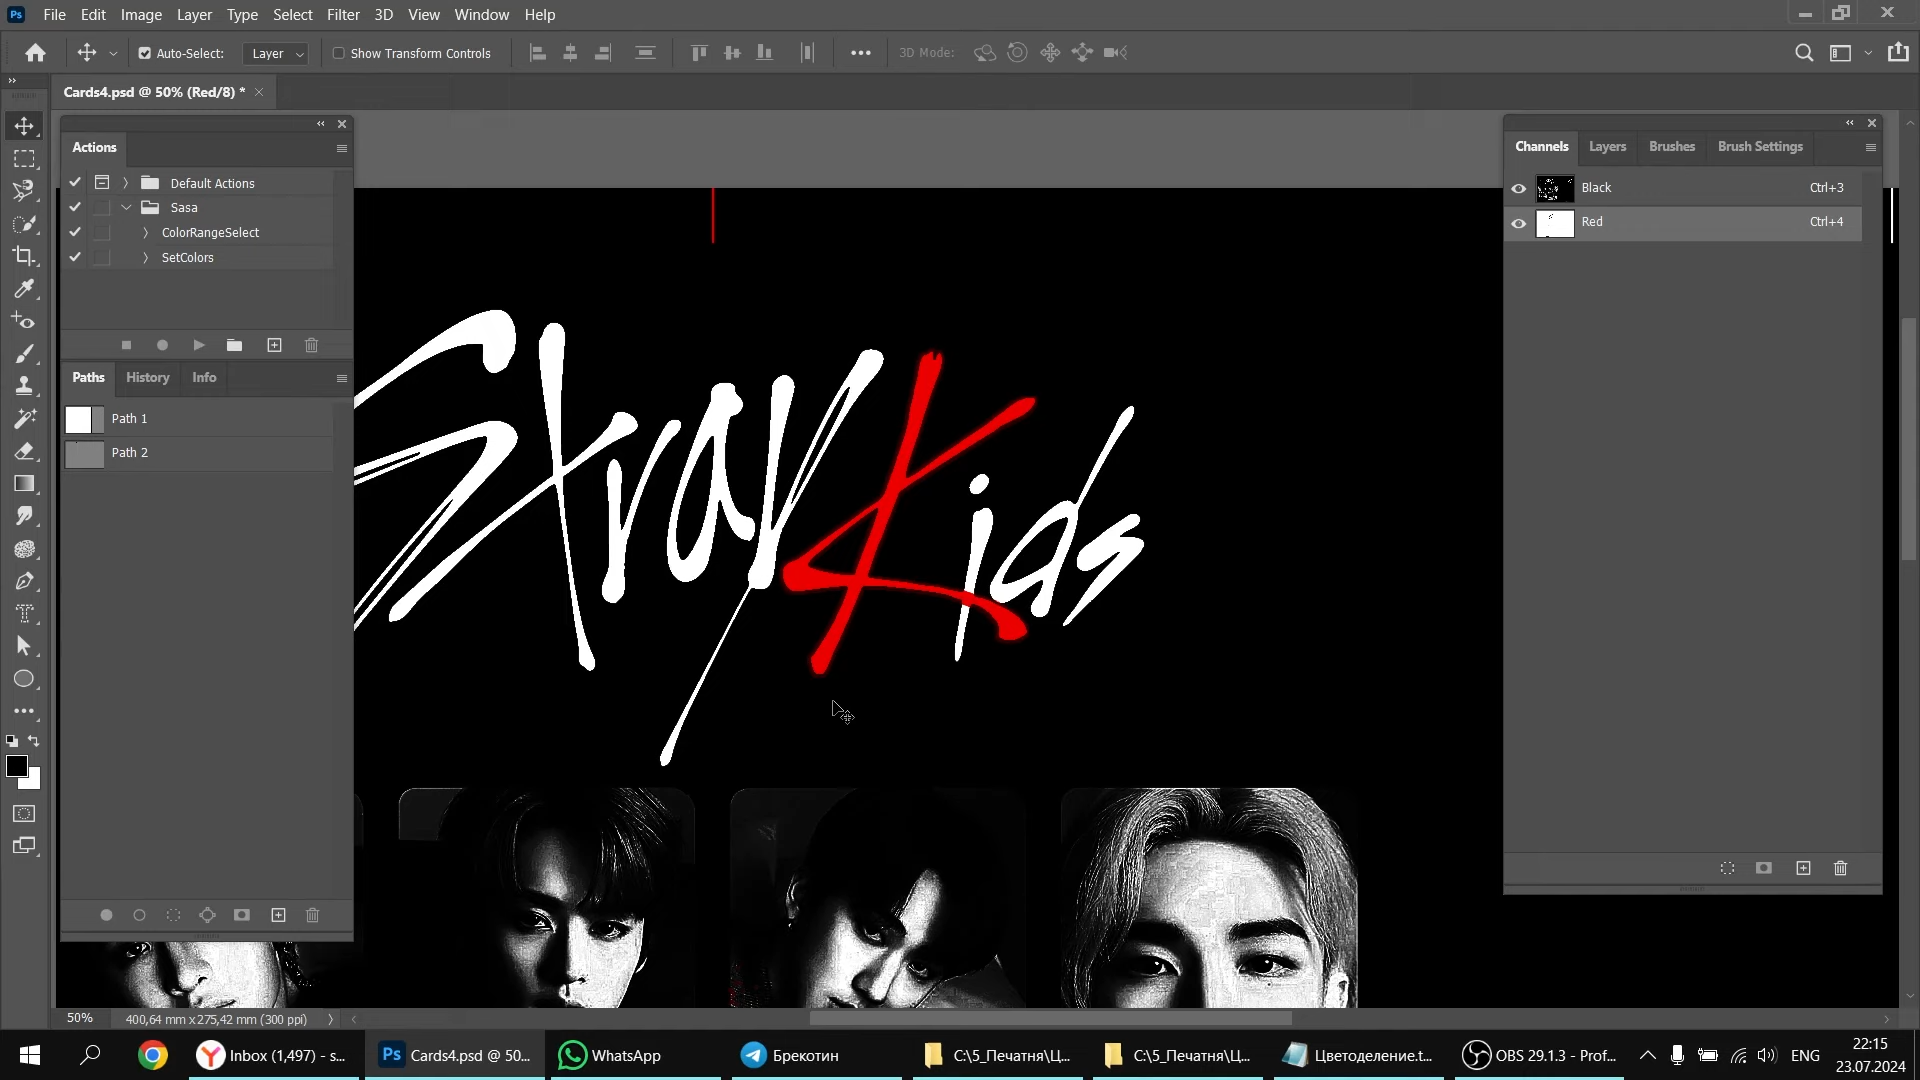 Ps File Edit Image Layer Type Select Filter 3D View Window Help
Auto-Select: Layer Show Transform Controls 3D Mode:
Cards4.psd @ 50% (Red/8) *
Actions
Default Actions
Sasa
ColorRangeSelect
SetColors
Paths History Info
Path 1
Path 2
Stray Kids
Channels Layers Brushes Brush Settings
Black Ctrl+3
Red Ctrl+4
50% 400,64 mm x 275,42 mm (300 ppi)
Inbox (1,497) - s...
Ps Cards4.psd @ 50...
WhatsApp
Брекотин
C:\5_Печатня\Ц...
C:\5_Печатня\Ц...
Цветоделение.t...
OBS 29.1.3 - Prof...
ENG
22:15
23.07.2024